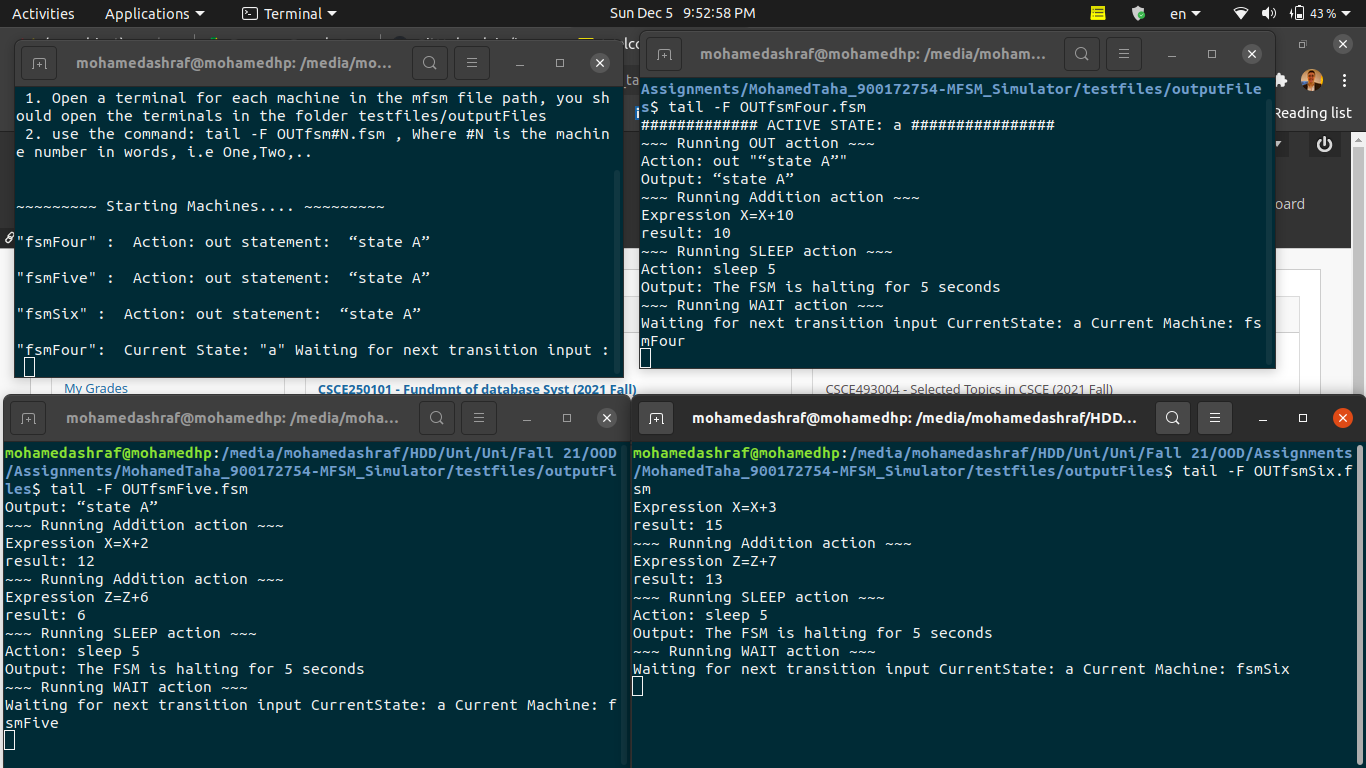 Activities Applications Terminal Sun Dec 5 9:52:58 PM en 43 %
mohamedashraf@mohamedhp: /media/mo...
1. Open a terminal for each machine in the mfsm file path, you sh
ould open the terminals in the folder testfiles/outputFiles
2. use the command: tail -F OUTfsm#N.fsm , Where #N is the machin
e number in words, i.e One,Two,..
~~~~~~~~~ Starting Machines.... ~~~~~~~~~
"fsmFour" :  Action: out statement:  “state A”
"fsmFive" :  Action: out statement:  “state A”
"fsmSix" :  Action: out statement:  “state A”
"fsmFour":  Current State: "a" Waiting for next transition input :
mohamedashraf@mohamedhp: /media/moham...
Assignments/MohamedTaha_900172754-MFSM_Simulator/testfiles/outputFile
s$ tail -F OUTfsmFour.fsm
############# ACTIVE STATE: a ################
~~~ Running OUT action ~~~
Action: out "“state A”"
Output: “state A”
~~~ Running Addition action ~~~
Expression X=X+10
result: 10
~~~ Running SLEEP action ~~~
Action: sleep 5
Output: The FSM is halting for 5 seconds
~~~ Running WAIT action ~~~
Waiting for next transition input CurrentState: a Current Machine: fs
mFour
Reading list
oard
My Grades
CSCE250101 - Fundmnt of database Syst (2021 Fall)
CSCE493004 - Selected Topics in CSCE (2021 Fall)
mohamedashraf@mohamedhp: /media/moha...
mohamedashraf@mohamedhp:/media/mohamedashraf/HDD/Uni/Uni/Fall 21/OOD
/Assignments/MohamedTaha_900172754-MFSM_Simulator/testfiles/outputFi
les$ tail -F OUTfsmFive.fsm
Output: “state A”
~~~ Running Addition action ~~~
Expression X=X+2
result: 12
~~~ Running Addition action ~~~
Expression Z=Z+6
result: 6
~~~ Running SLEEP action ~~~
Action: sleep 5
Output: The FSM is halting for 5 seconds
~~~ Running WAIT action ~~~
Waiting for next transition input CurrentState: a Current Machine: f
smFive
mohamedashraf@mohamedhp: /media/mohamedashraf/HDD...
mohamedashraf@mohamedhp:/media/mohamedashraf/HDD/Uni/Uni/Fall 21/OOD/Assignments
/MohamedTaha_900172754-MFSM_Simulator/testfiles/outputFiles$ tail -F OUTfsmSix.f
sm
Expression X=X+3
result: 15
~~~ Running Addition action ~~~
Expression Z=Z+7
result: 13
~~~ Running SLEEP action ~~~
Action: sleep 5
Output: The FSM is halting for 5 seconds
~~~ Running WAIT action ~~~
Waiting for next transition input CurrentState: a Current Machine: fsmSix